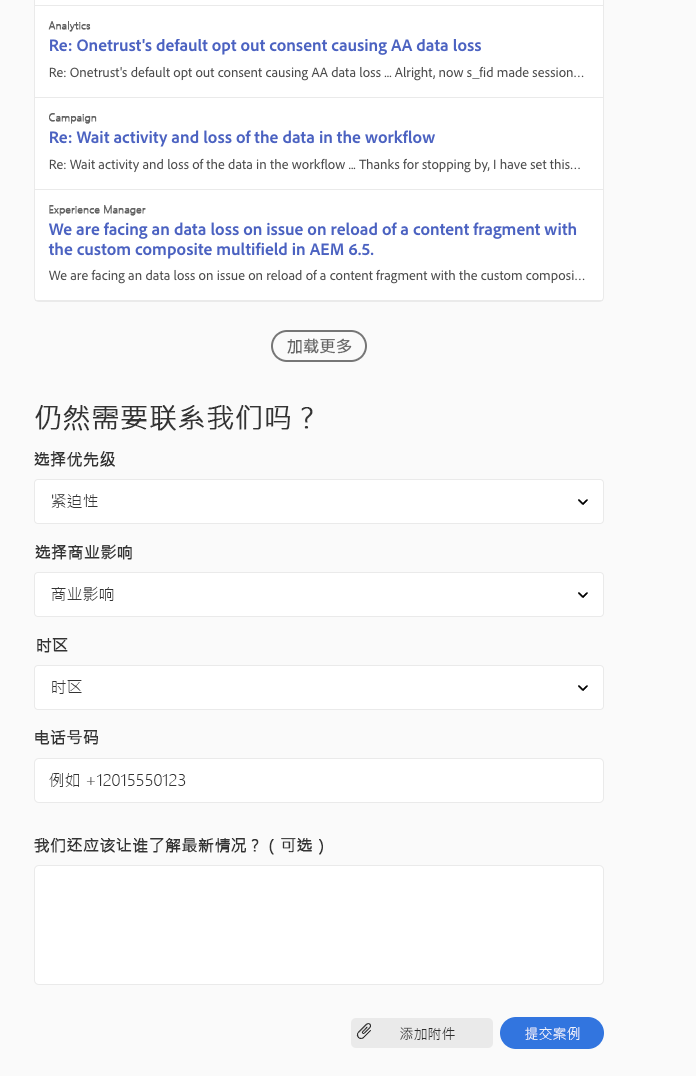 Analytics
Re: Onetrust's default opt out consent causing AA data loss
Re: Onetrust's default opt out consent causing AA data loss ... Alright, now s_fid made session...
Campaign
Re: Wait activity and loss of the data in the workflow
Re: Wait activity and loss of the data in the workflow ... Thanks for stopping by, I have set this...
Experience Manager
We are facing an data loss on issue on reload of a content fragment with
the custom composite multifield in AEM 6.5.
We are facing an data loss on issue on reload of a content fragment with the custom composi...
加载更多
仍然需要联系我们吗？
选择优先级
紧迫性
选择商业影响
商业影响
时区
时区
电话号码
例如 +12015550123
我们还应该让谁了解最新情况？（可选）
添加附件
提交案例